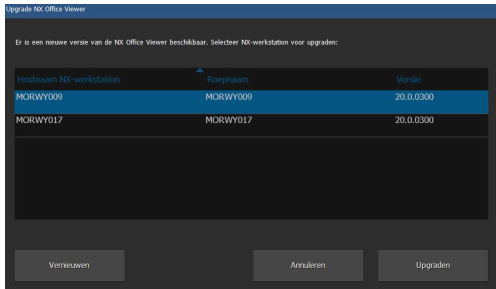 Upgrade NX Office Viewer
Er is een nieuwe versie van de NX Office Viewer beschikbaar. Selecteer NX-werkstation voor upgraden:
Hostnaam NX-werkstation Roepnaam Versie
MORWY009 MORWY009 20.0.0300
MORWY017 MORWY017 20.0.0300
Vernieuwen Annuleren Upgraden